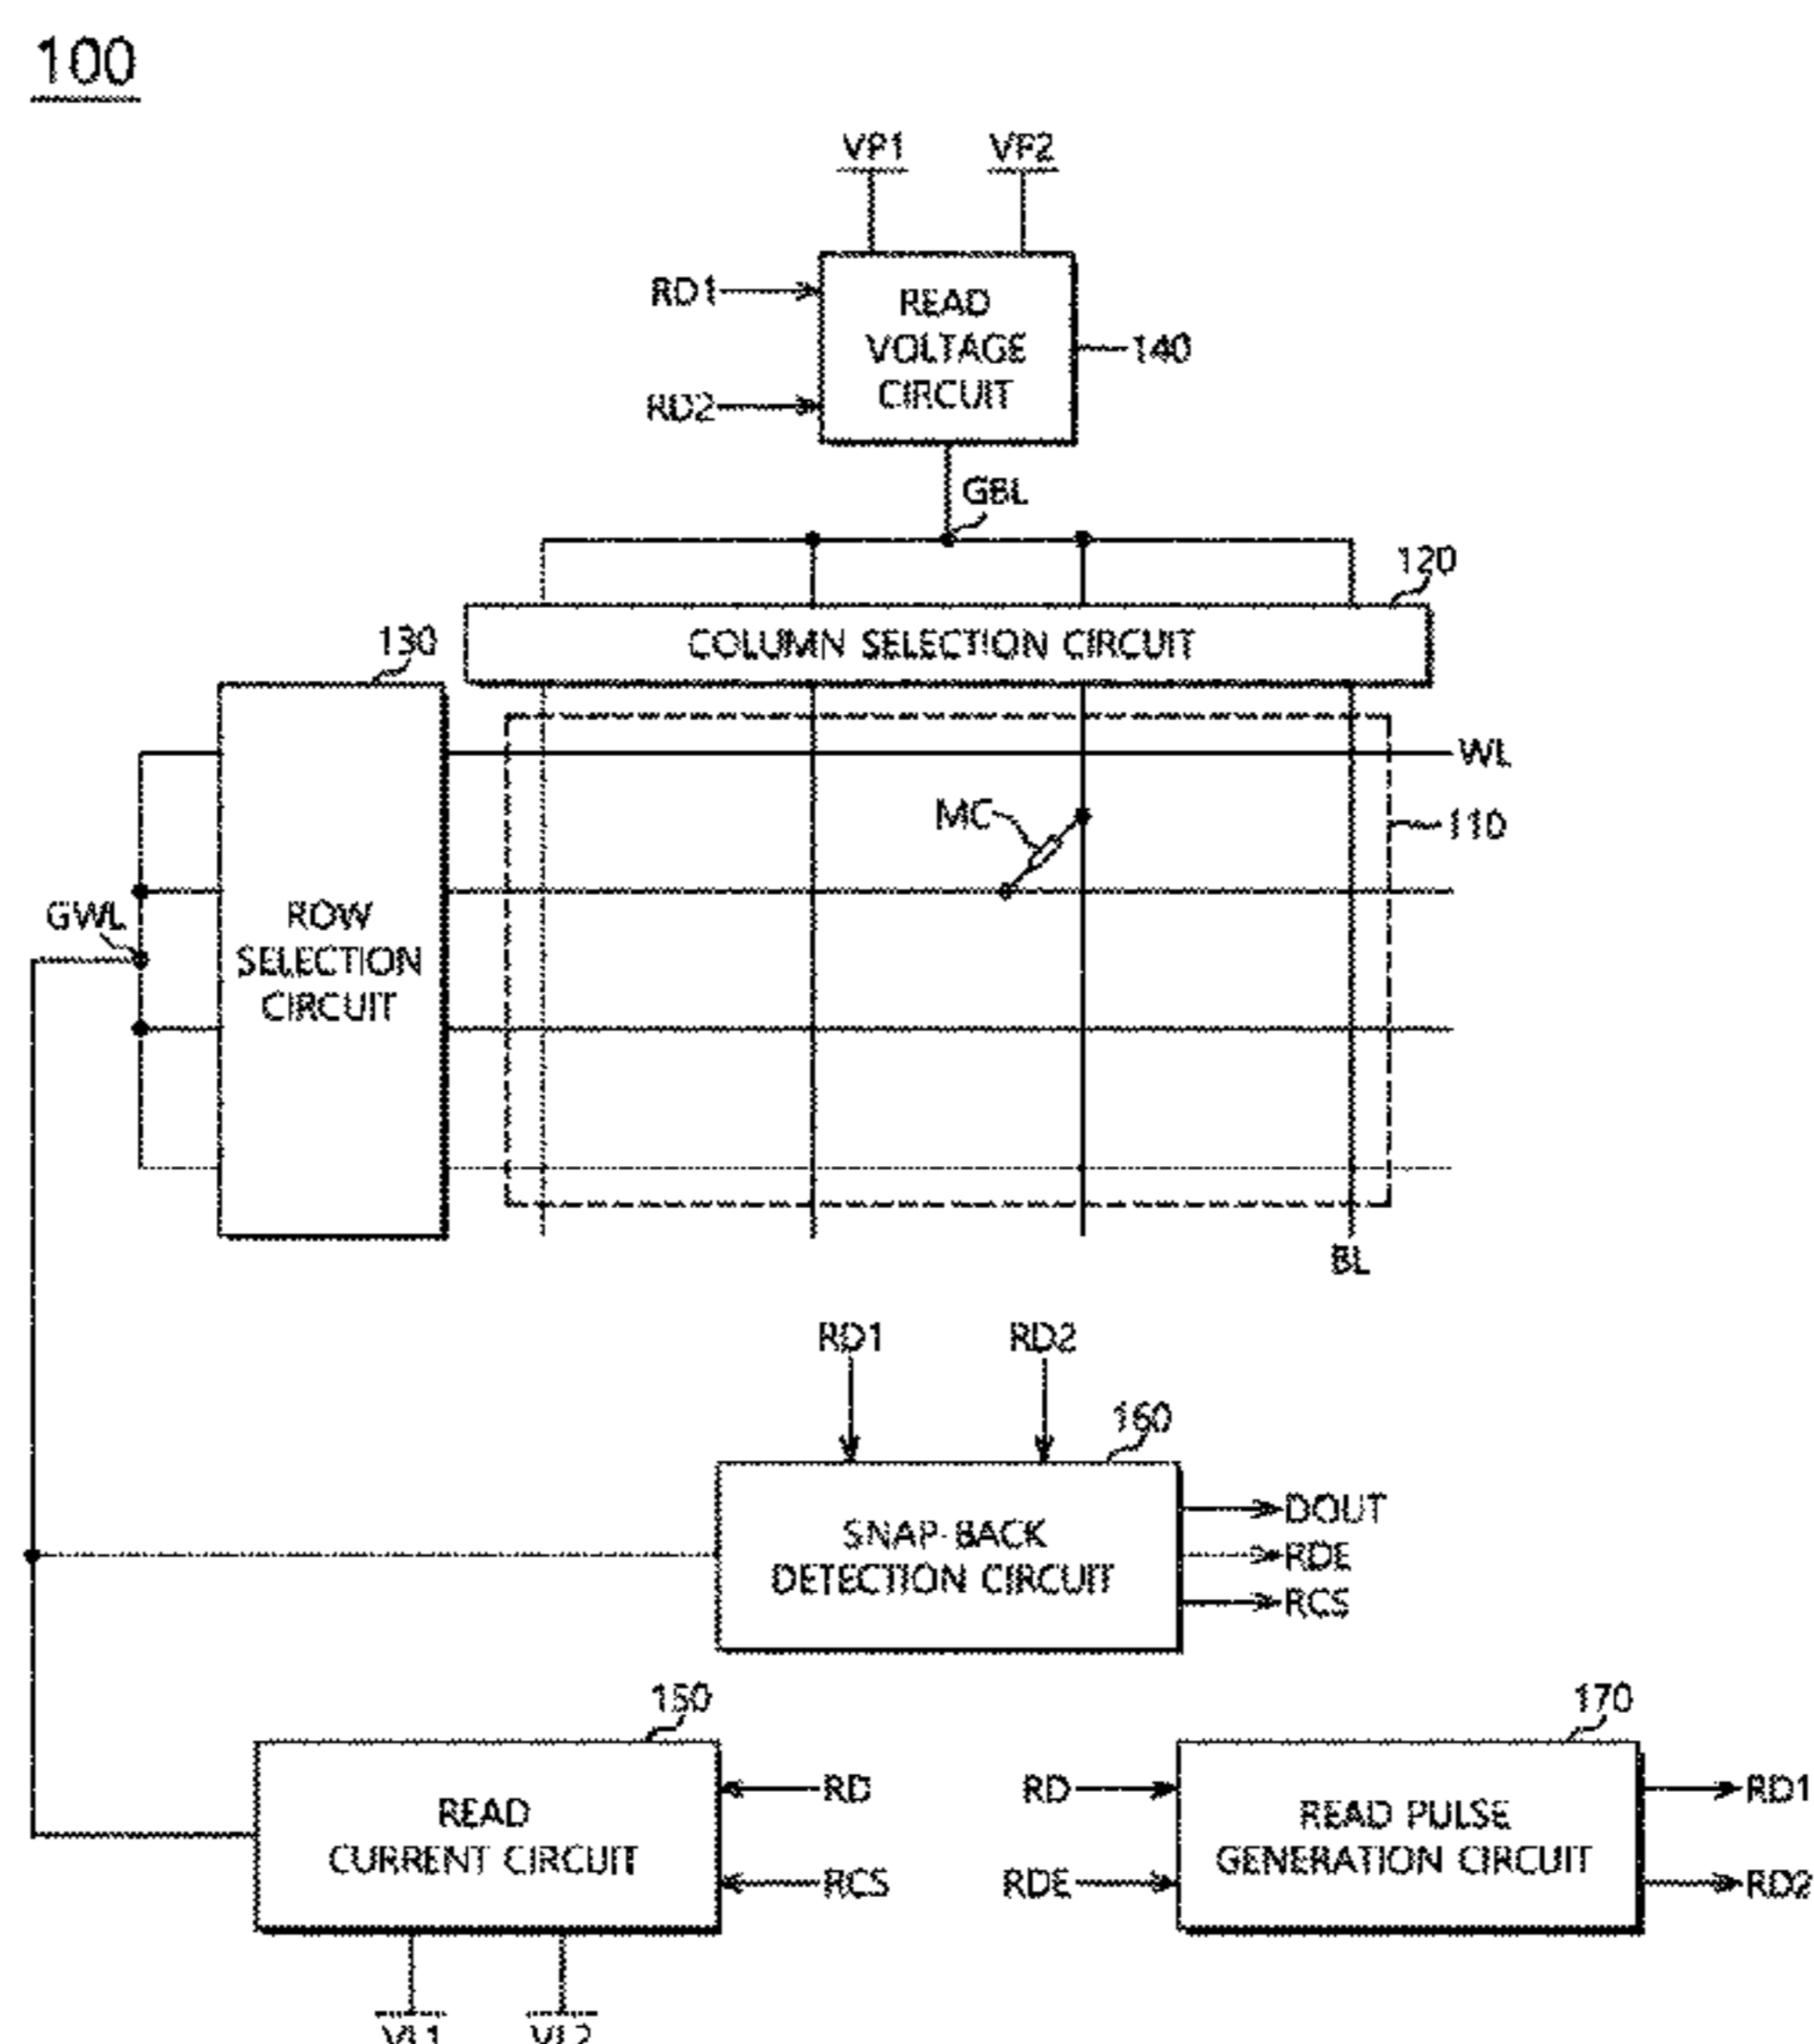 100
VP1
VP2
RD1
READ
VOLTAGE
CIRCUIT
140
RD2
GBL
120
COLUMN SELECTION CIRCUIT
130
WL
MC
110
GWL
ROW
SELECTION
CIRCUIT
BL
RD1
RD2
160
SNAP-BACK
DETECTION CIRCUIT
DOUT
RDE
RCS
150
READ
CURRENT CIRCUIT
RD
RCS
170
RD
RDE
READ PULSE
GENERATION CIRCUIT
RD1
RD2
VL1
VL2